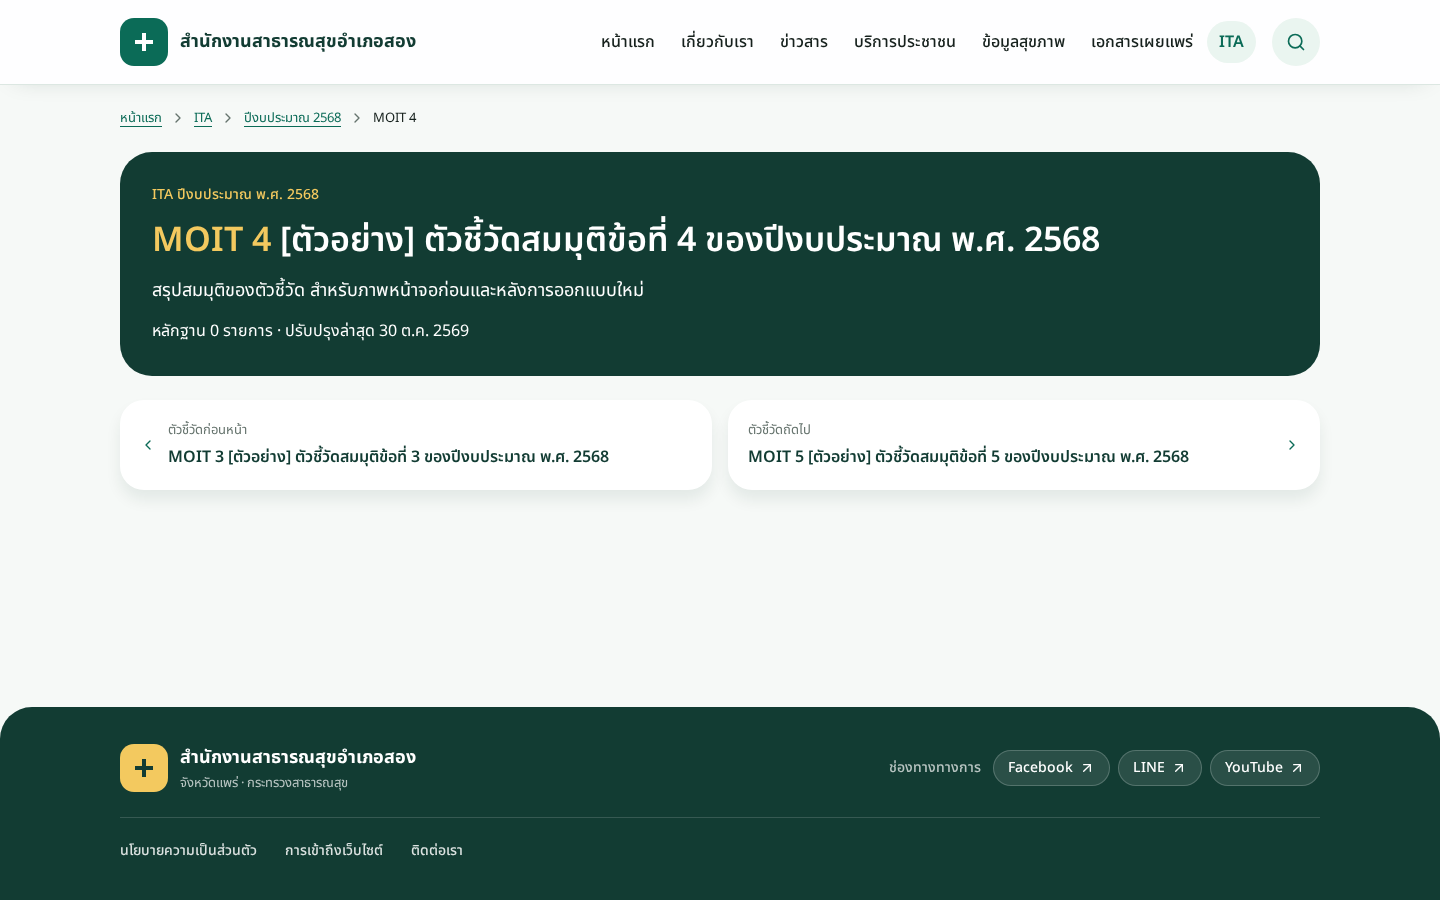 สำนักงานสาธารณสุขอำเภอสอง
หน้าแรก เกี่ยวกับเรา ข่าวสาร บริการประชาชน ข้อมูลสุขภาพ เอกสารเผยแพร่ ITA
หน้าแรก ITA ปีงบประมาณ 2568 MOIT 4
ITA ปีงบประมาณ พ.ศ. 2568
MOIT 4 [ตัวอย่าง] ตัวชี้วัดสมมุติข้อที่ 4 ของปีงบประมาณ พ.ศ. 2568
สรุปสมมุติของตัวชี้วัด สำหรับภาพหน้าจอก่อนและหลังการออกแบบใหม่
หลักฐาน 0 รายการ · ปรับปรุงล่าสุด 30 ต.ค. 2569
ตัวชี้วัดก่อนหน้า
MOIT 3 [ตัวอย่าง] ตัวชี้วัดสมมุติข้อที่ 3 ของปีงบประมาณ พ.ศ. 2568
ตัวชี้วัดถัดไป
MOIT 5 [ตัวอย่าง] ตัวชี้วัดสมมุติข้อที่ 5 ของปีงบประมาณ พ.ศ. 2568
สำนักงานสาธารณสุขอำเภอสอง
จังหวัดแพร่ · กระทรวงสาธารณสุข
ช่องทางทางการ Facebook LINE YouTube
นโยบายความเป็นส่วนตัว การเข้าถึงเว็บไซต์ ติดต่อเรา